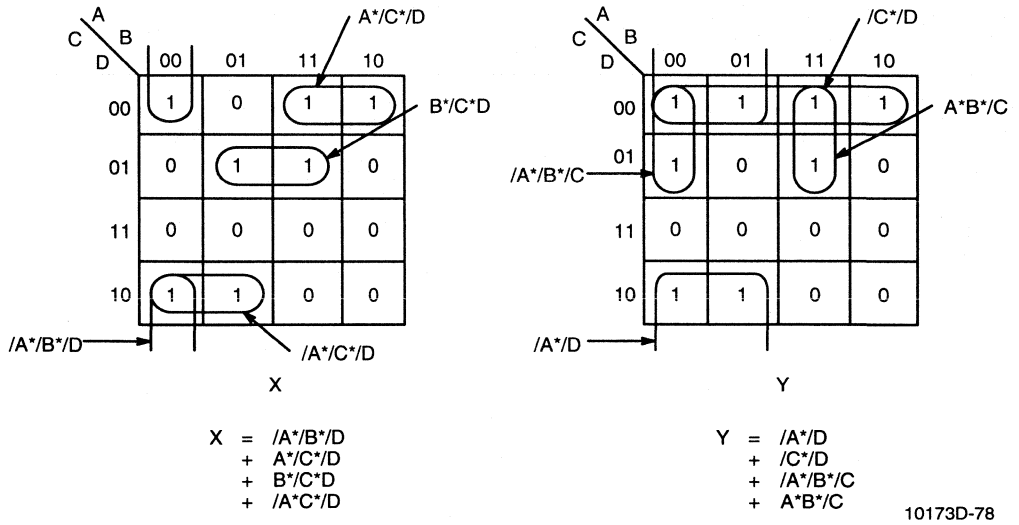 A A*/C*/D
C B
D 00 01 11 10
00 1 0 1 1
B*/C*D
01 0 1 1 0
11 0 0 0 0
10 1 1 0 0
/A*/B*/D
/A*/C*/D
X
X = /A*/B*/D
+ A*/C*/D
+ B*/C*D
+ /A*C*/D
A /C*/D
C B
D 00 01 11 10
00 1 1 1 1
A*B*/C
01 1 0 1 0
/A*/B*/C
11 0 0 0 0
10 1 1 0 0
/A*/D
Y
Y = /A*/D
+ /C*/D
+ /A*/B*/C
+ A*B*/C
10173D-78